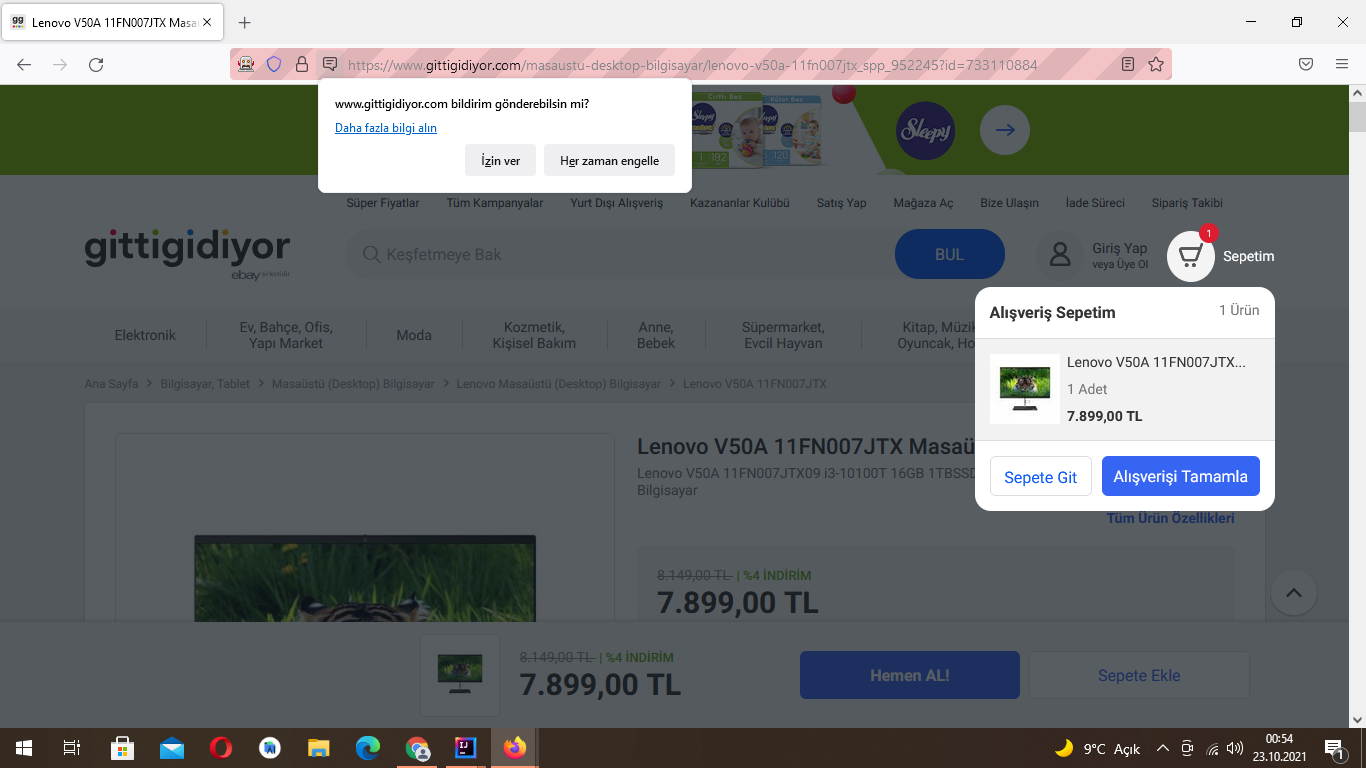 gg Lenovo V50A 11FN007JTX Masaü
https://www.gittigidiyor.com/masaustu-desktop-bilgisayar/lenovo-v50a-11fn007jtx_spp_952245?id=733110884
www.gittigidiyor.com bildirim gönderebilsin mi?
Daha fazla bilgi alın
İzin ver
Her zaman engelle
Sleepy
1 192
120
Sleepy
Süper Fiyatlar
Tüm Kampanyalar
Yurt Dışı Alışveriş
Kazananlar Kulübü
Satış Yap
Mağaza Aç
Bize Ulaşın
İade Süreci
Sipariş Takibi
gittigidiyor
ebay şirketidir
Keşfetmeye Bak
BUL
Giriş Yap
veya Üye Ol
1
Sepetim
Elektronik
Ev, Bahçe, Ofis,
Yapı Market
Moda
Kozmetik,
Kişisel Bakım
Anne,
Bebek
Süpermarket,
Evcil Hayvan
Kitap, Müzi
Oyuncak, Ho
Alışveriş Sepetim
1 Ürün
Lenovo V50A 11FN007JTX...
1 Adet
7.899,00 TL
Sepete Git
Alışverişi Tamamla
Ana Sayfa
Bilgisayar, Tablet
Masaüstü (Desktop) Bilgisayar
Lenovo Masaüstü (Desktop) Bilgisayar
Lenovo V50A 11FN007JTX
Lenovo V50A 11FN007JTX Masaü
Lenovo V50A 11FN007JTX09 i3-10100T 16GB 1TBSSD
Bilgisayar
Tüm Ürün Özellikleri
8.149,00 TL | %4 İNDİRİM
7.899,00 TL
8.149,00 TL | %4 İNDİRİM
7.899,00 TL
Hemen AL!
Sepete Ekle
9°C Açık
00:54
23.10.2021
1